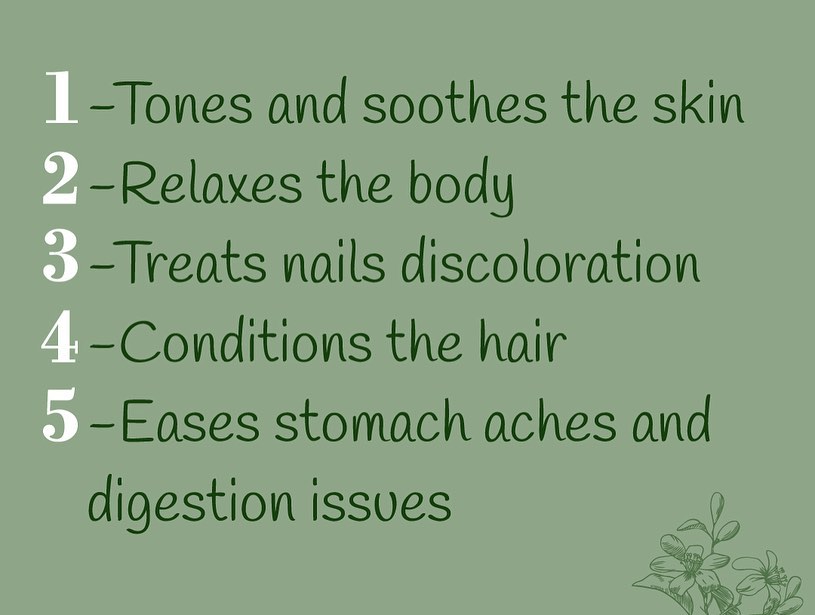 1 -Tones and soothes the skin
2 -Relaxes the body
3 -Treats nails discoloration
4 -Conditions the hair
5 -Eases stomach aches and
digestion issues